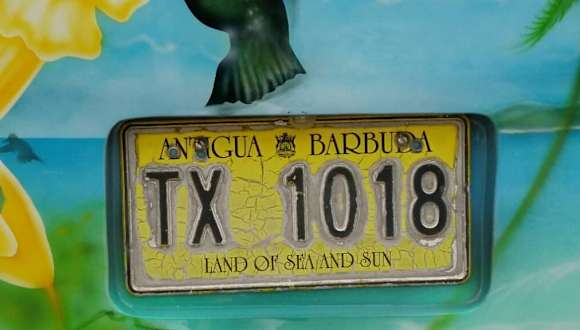 ANTIGUA BARBUDA
TX 1018
LAND OF SEA AND SUN